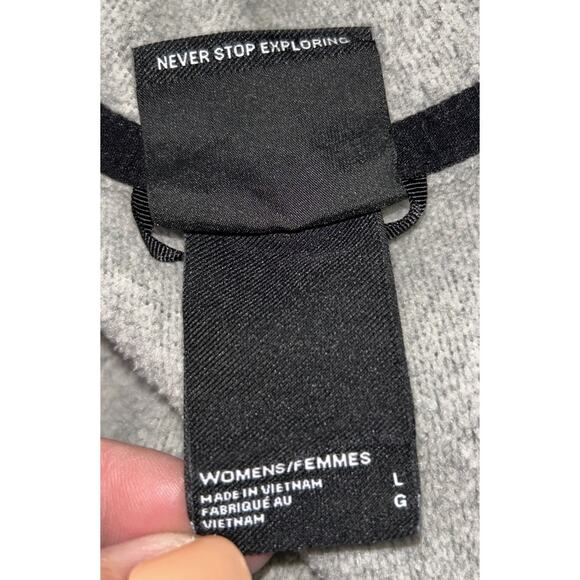 NEVER STOP EXPLORING
WOMENS/FEMMES L
MADE IN VIETNAM G
FABRIQUÉ AU
VIETNAM